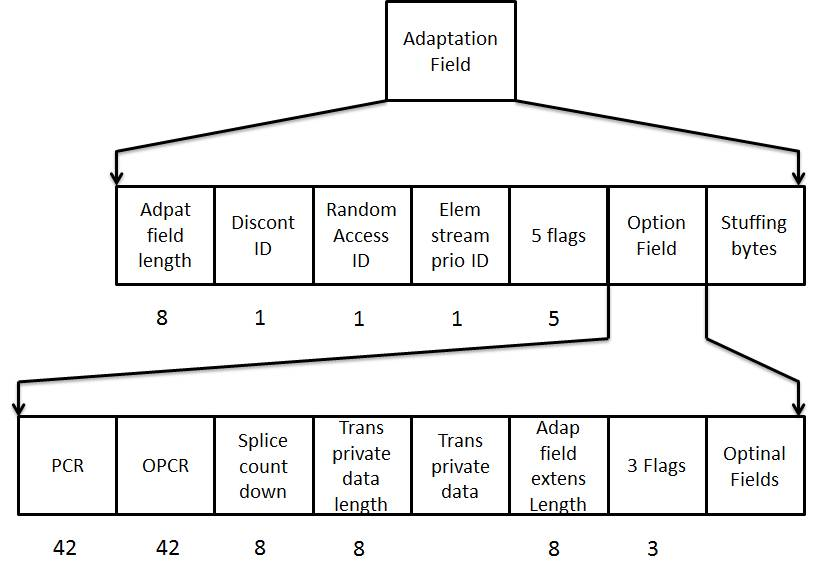 Adaptation
Field
Adpat
field
length
Discont
ID
Random
Access
ID
Elem
stream
prio ID
5 flags
Option
Field
Stuffing
bytes
8
1
1
1
5
PCR
OPCR
Splice
count
down
Trans
private
data
length
Trans
private
data
Adap
field
extens
Length
3 Flags
Optinal
Fields
42
42
8
8
8
3